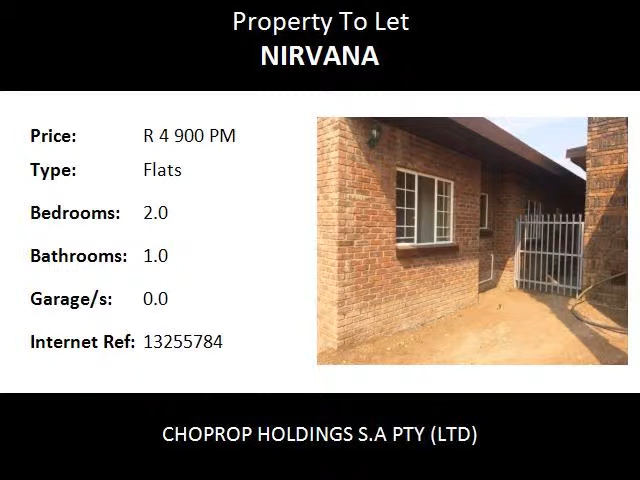 Property To Let
NIRVANA
Price: R 4 900 PM
Type: Flats
Bedrooms: 2.0
Bathrooms: 1.0
Garage/s: 0.0
Internet Ref: 13255784
CHOPROP HOLDINGS S.A PTY (LTD)